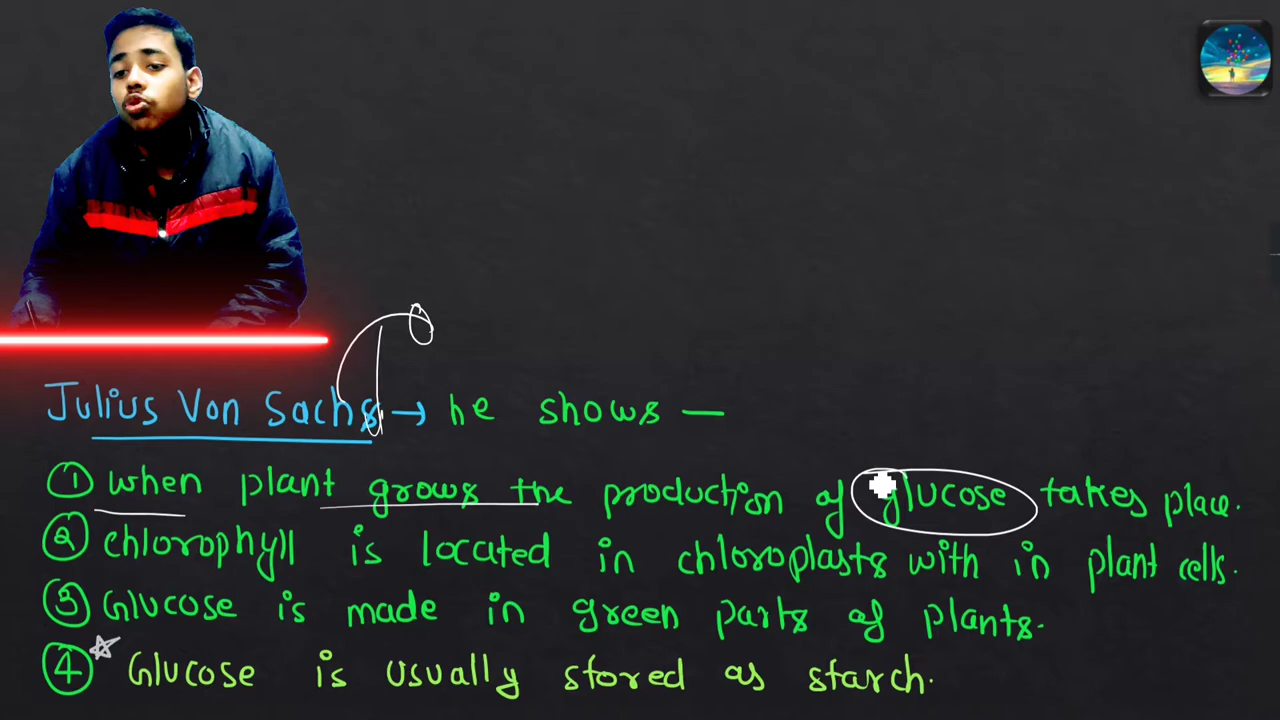 Julius Von Sachs → he shows —
① when plant grows the production of glucose takes place.
② chlorophyll is located in chloroplasts with in plant cells.
③ Glucose is made in green parts of plants.
④ Glucose is usually stored as starch.